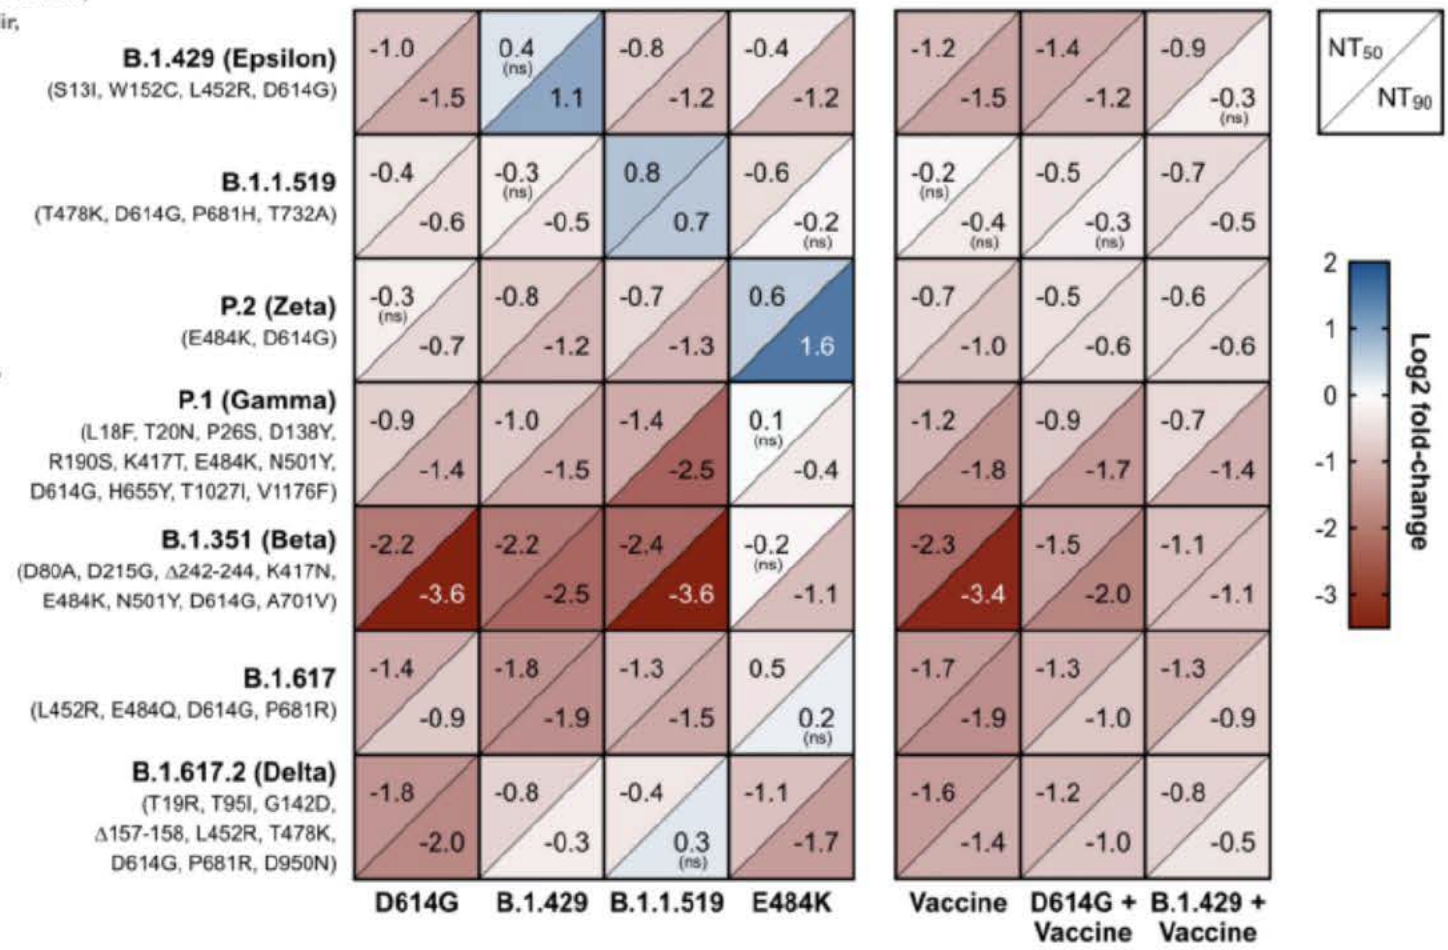 ir,
B.1.429 (Epsilon)
(S13I, W152C, L452R, D614G)
-1.0 -1.5 0.4 (ns) 1.1 -0.8 -1.2 -0.4 -1.2 -1.2 -1.5 -1.4 -1.2 -0.9 -0.3 (ns)
NT50
NT90
B.1.1.519
(T478K, D614G, P681H, T732A)
-0.4 -0.6 -0.3 (ns) -0.5 0.8 0.7 -0.6 -0.2 (ns) -0.2 (ns) -0.4 (ns) -0.5 -0.3 (ns) -0.7 -0.5
P.2 (Zeta)
(E484K, D614G)
-0.3 (ns) -0.7 -0.8 -1.2 -0.7 -1.3 0.6 1.6 -0.7 -1.0 -0.5 -0.6 -0.6 -0.6
P.1 (Gamma)
(L18F, T20N, P26S, D138Y,
R190S, K417T, E484K, N501Y,
D614G, H655Y, T1027I, V1176F)
-0.9 -1.4 -1.0 -1.5 -1.4 -2.5 0.1 (ns) -0.4 -1.2 -1.8 -0.9 -1.7 -0.7 -1.4
B.1.351 (Beta)
(D80A, D215G, Δ242-244, K417N,
E484K, N501Y, D614G, A701V)
-2.2 -3.6 -2.2 -2.5 -2.4 -3.6 -0.2 (ns) -1.1 -2.3 -3.4 -1.5 -2.0 -1.1 -1.1
B.1.617
(L452R, E484Q, D614G, P681R)
-1.4 -0.9 -1.8 -1.9 -1.3 -1.5 0.5 0.2 (ns) -1.7 -1.9 -1.3 -1.0 -1.3 -0.9
B.1.617.2 (Delta)
(T19R, T95I, G142D,
Δ157-158, L452R, T478K,
D614G, P681R, D950N)
-1.8 -2.0 -0.8 -0.3 -0.4 0.3 (ns) -1.1 -1.7 -1.6 -1.4 -1.2 -1.0 -0.8 -0.5
D614G B.1.429 B.1.1.519 E484K Vaccine D614G + Vaccine B.1.429 + Vaccine
2
1
0
-1
-2
-3
Log2 fold-change